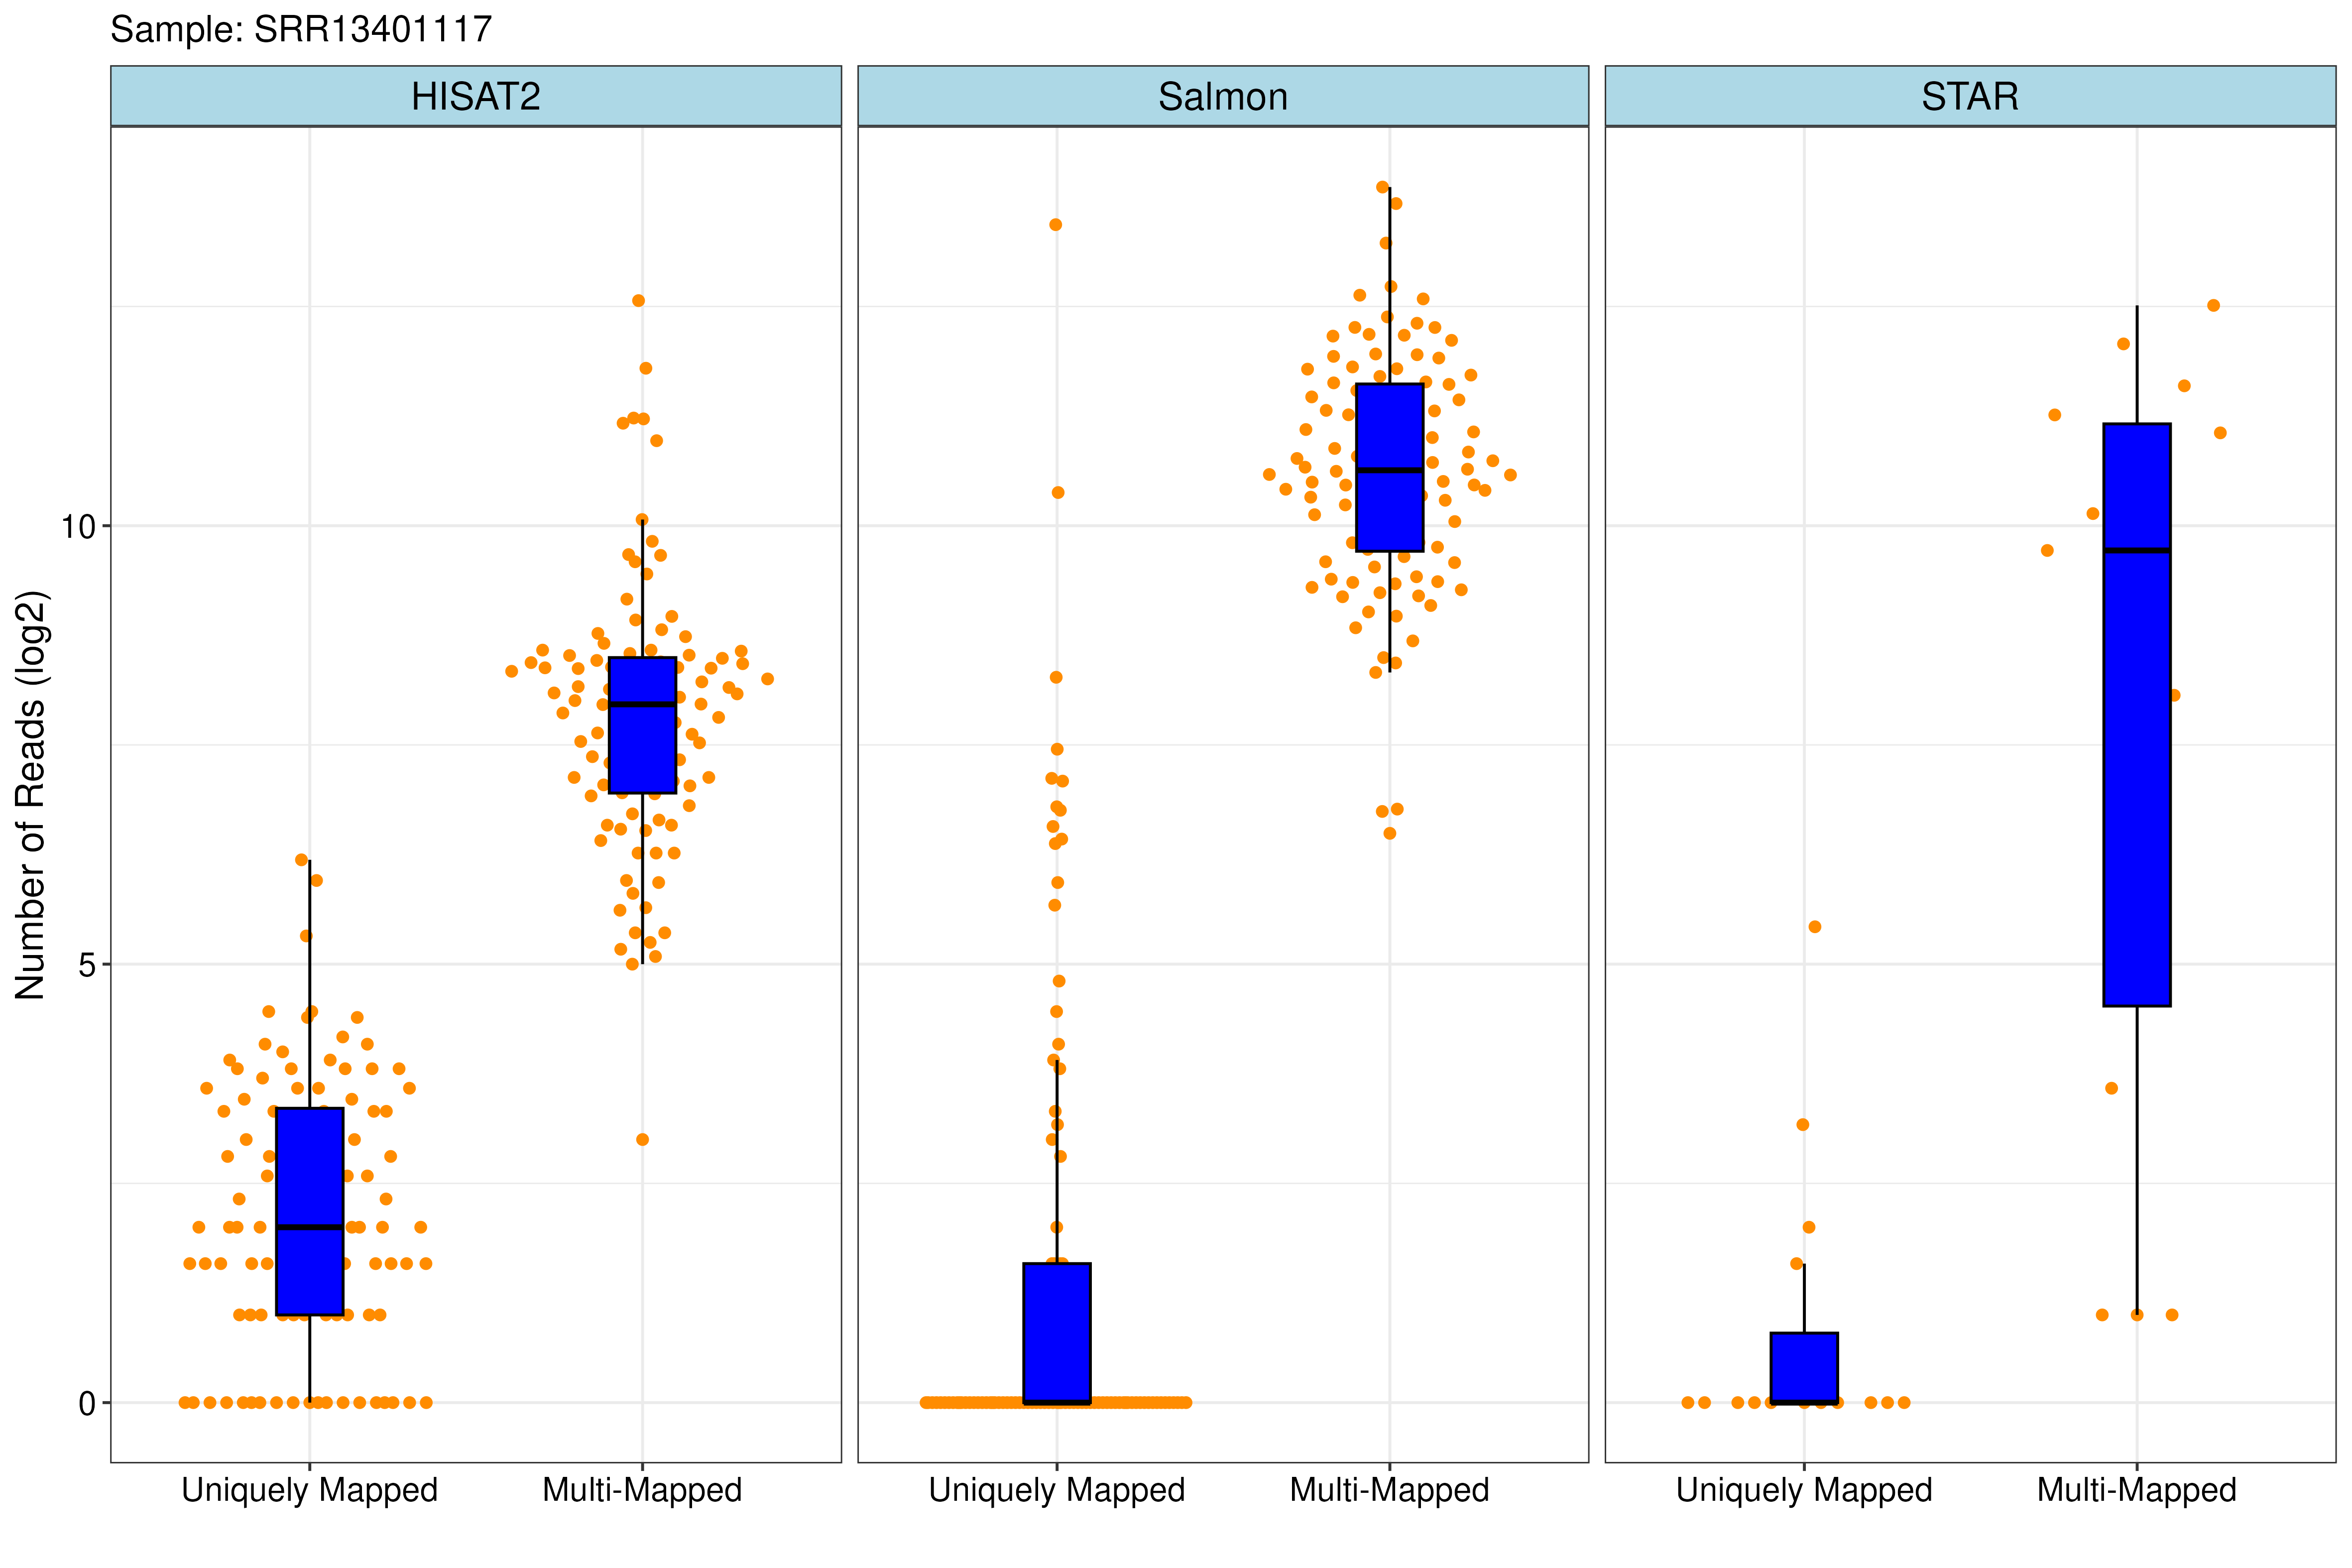 Sample: SRR13401117
HISAT2
Salmon
STAR
Number of Reads (log2)
10
5
0
Uniquely Mapped
Multi-Mapped
Uniquely Mapped
Multi-Mapped
Uniquely Mapped
Multi-Mapped